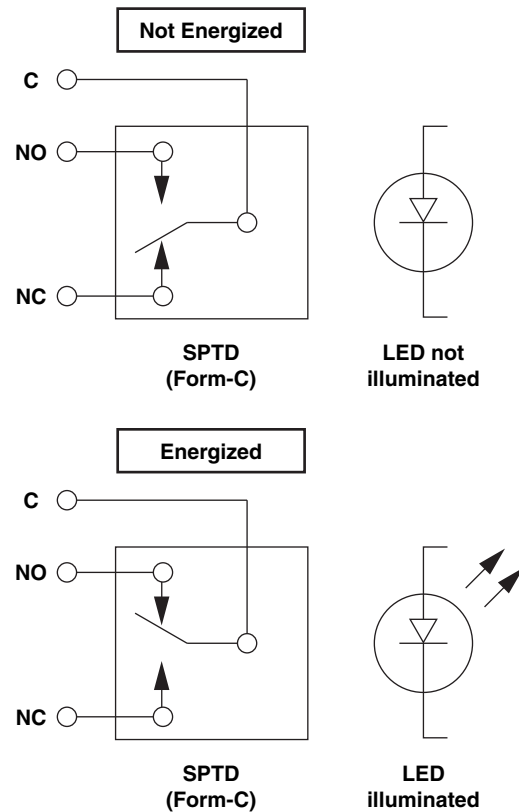 Not Energized
C
NO
NC
SPTD
(Form-C)
LED not
illuminated
Energized
C
NO
NC
SPTD
(Form-C)
LED
illuminated